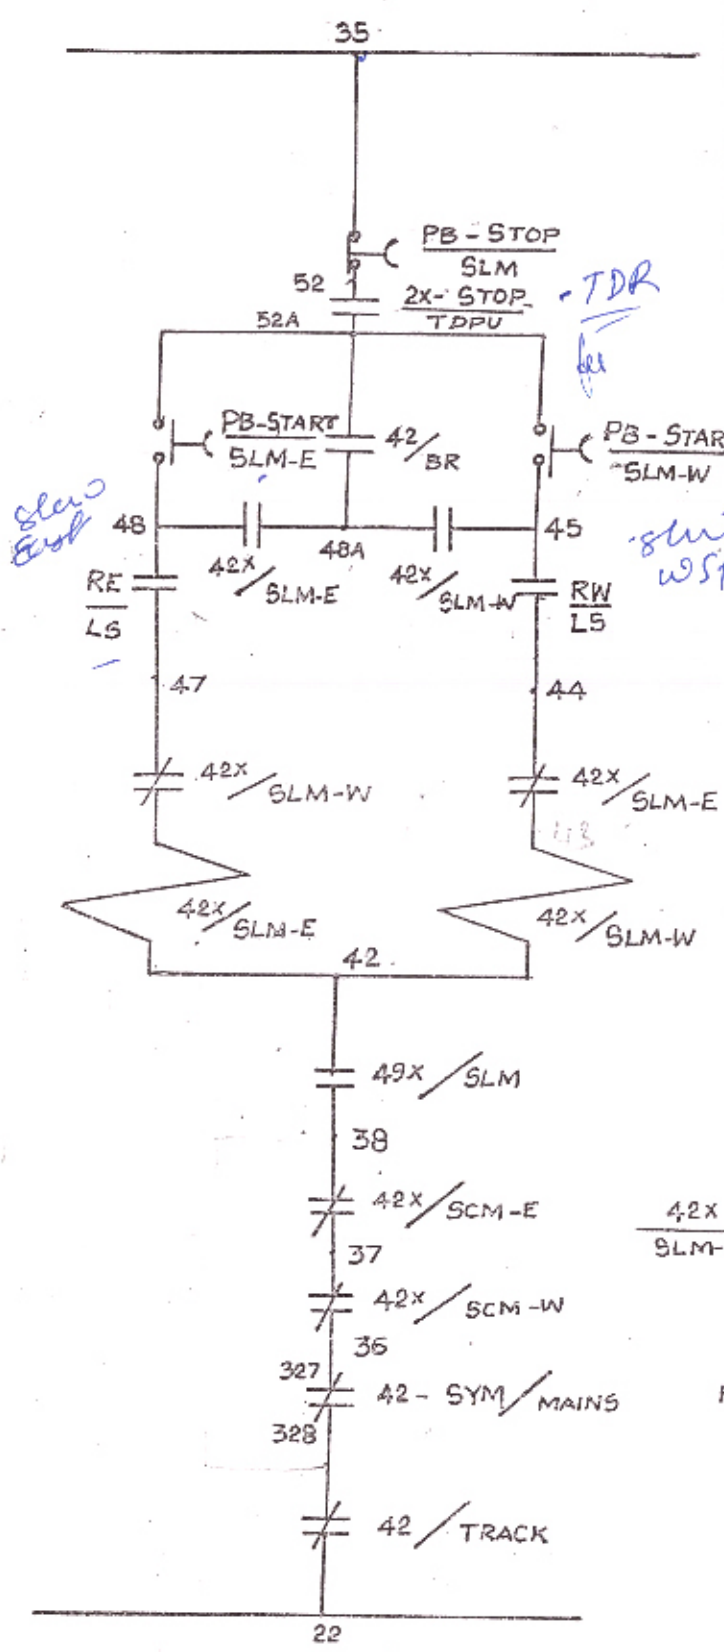 35
PB-STOP
SLM
52
2X-STOP
TDPU
TDR
52A
PB-START
SLM-E
42/BR
PB-STAR
SLM-W
slew
East
48
48A
45
42X/SLM-E
42X/SLM-W
RE
LS
RW
LS
47
44
42X/SLM-W
42X/SLM-E
43
42X/SLM-E
42X/SLM-W
42
49X/SLM
38
42X/SCM-E
42X
SLM-
37
42X/SCM-W
36
327
42-SYM/MAINS
328
42/TRACK
22